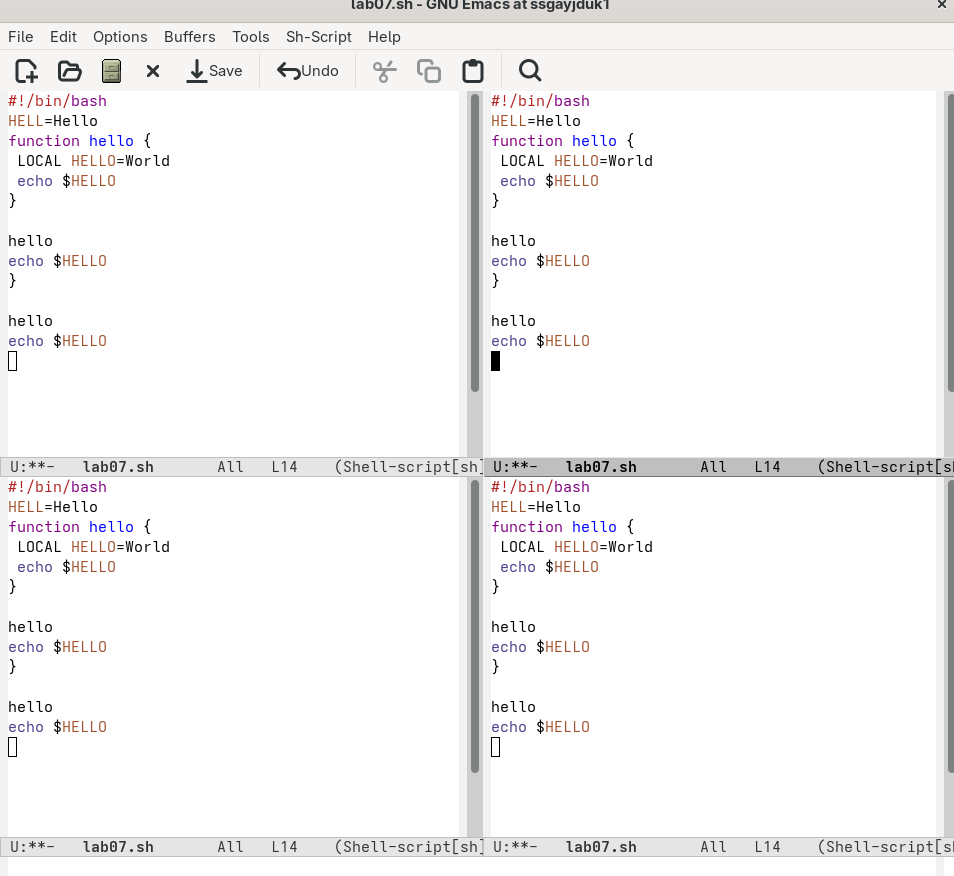 lab07.sh - GNU Emacs at ssgayjduk1
File Edit Options Buffers Tools Sh-Script Help
Save Undo
#!/bin/bash
HELL=Hello
function hello {
 LOCAL HELLO=World
 echo $HELLO
}
hello
echo $HELLO
}
hello
echo $HELLO
U:**- lab07.sh All L14 (Shell-script[sh]
#!/bin/bash
HELL=Hello
function hello {
 LOCAL HELLO=World
 echo $HELLO
}
hello
echo $HELLO
}
hello
echo $HELLO
U:**- lab07.sh All L14 (Shell-script[sh
#!/bin/bash
HELL=Hello
function hello {
 LOCAL HELLO=World
 echo $HELLO
}
hello
echo $HELLO
}
hello
echo $HELLO
U:**- lab07.sh All L14 (Shell-script[sh]
#!/bin/bash
HELL=Hello
function hello {
 LOCAL HELLO=World
 echo $HELLO
}
hello
echo $HELLO
}
hello
echo $HELLO
U:**- lab07.sh All L14 (Shell-script[sh